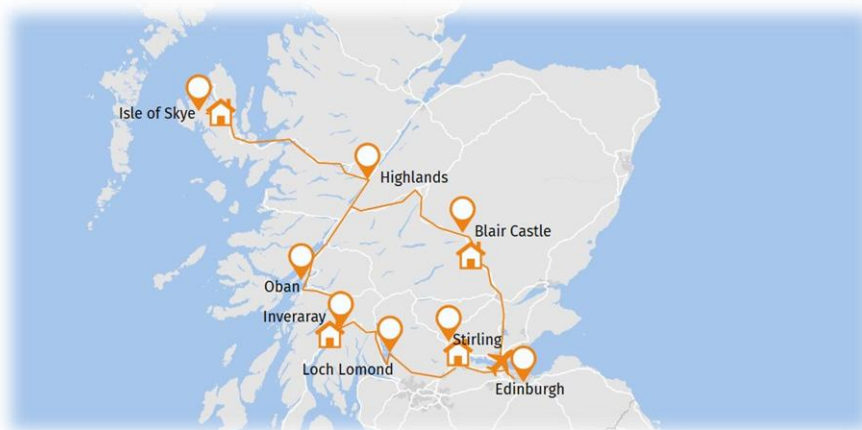 Isle of Skye
Highlands
Blair Castle
Oban
Inveraray
Stirling
Loch Lomond
Edinburgh